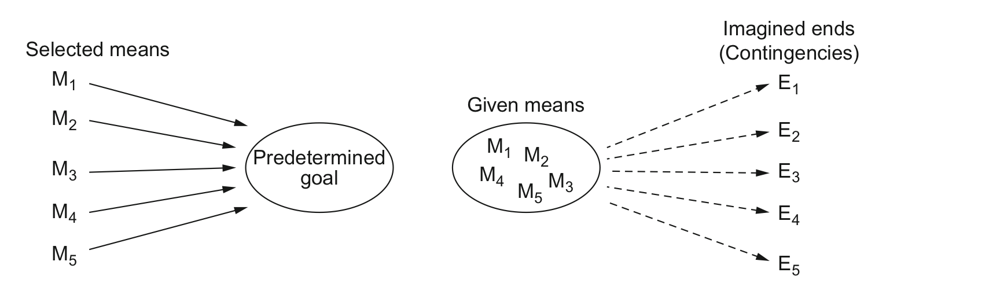 Selected means
M₁
M₂
M₃
M₄
M₅
Predetermined
goal
Given means
M₁
M₂
M₄
M₃
M₅
Imagined ends
(Contingencies)
E₁
E₂
E₃
E₄
E₅